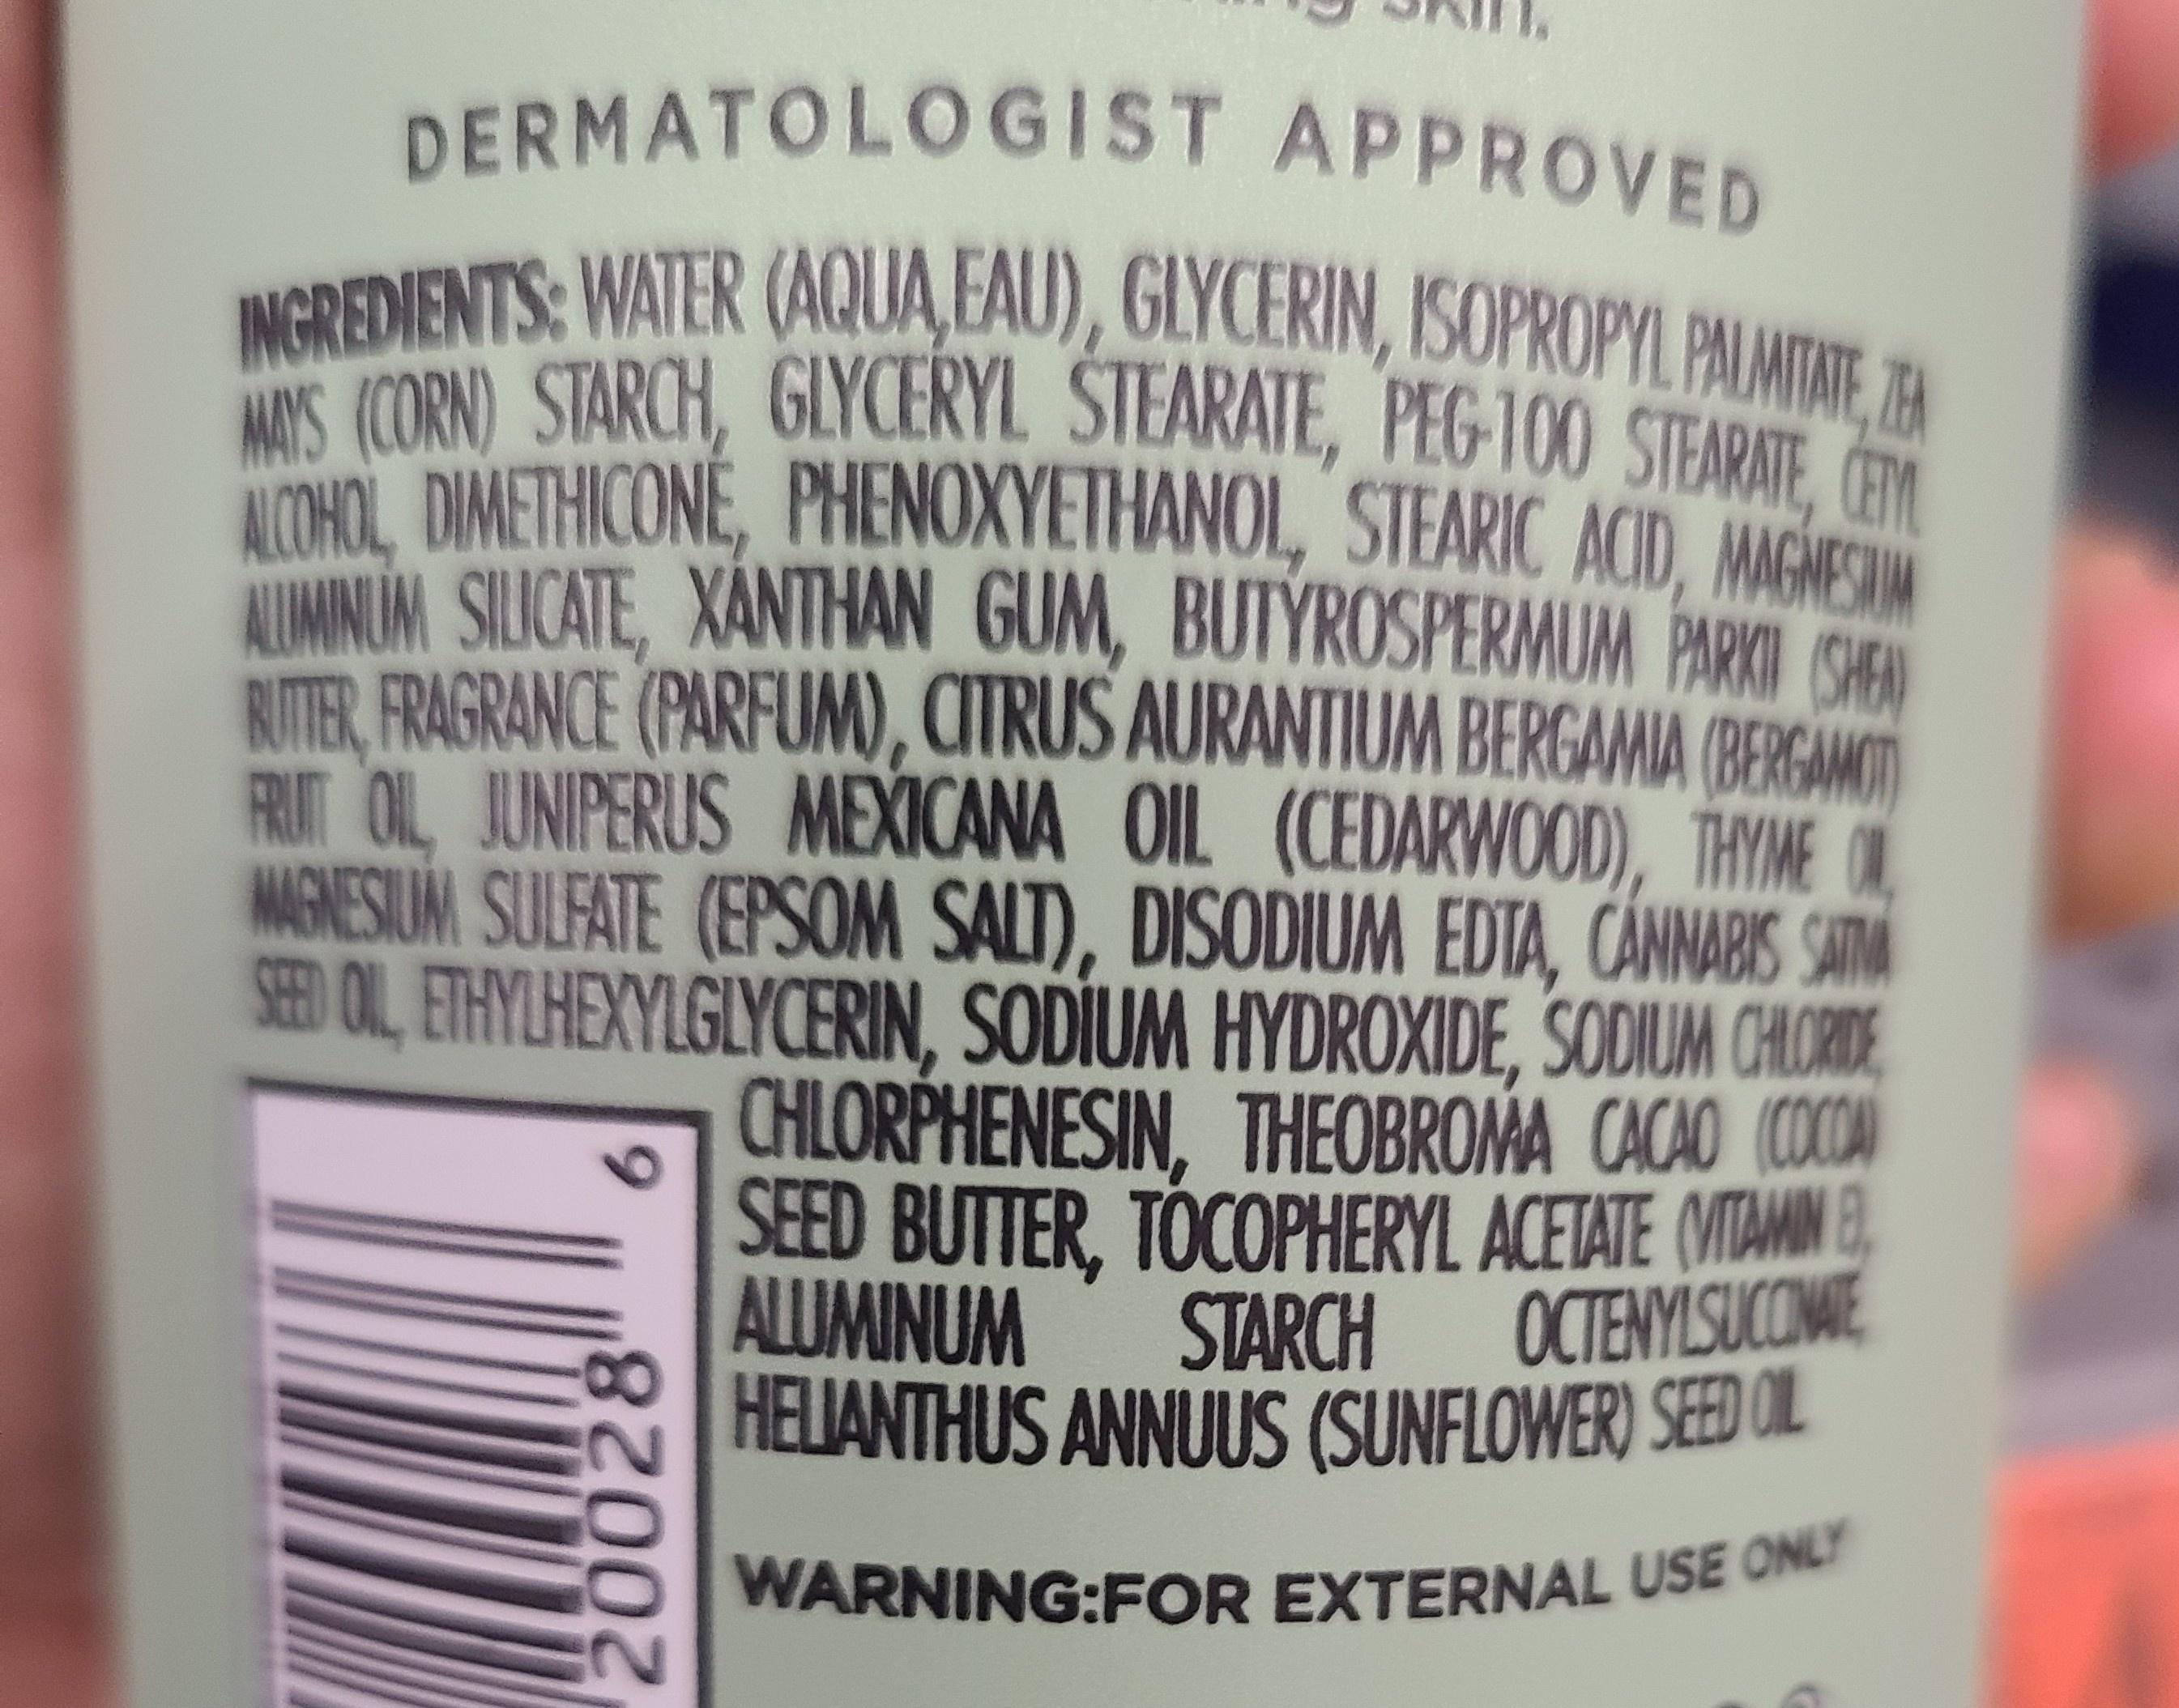 skin.
DERMATOLOGIST APPROVED
INGREDIENTS: WATER (AQUA,EAU), GLYCERIN, ISOPROPYL PALMITATE, ZEA
MAYS (CORN) STARCH, GLYCERYL STEARATE, PEG-100 STEARATE, CETYL
ALCOHOL, DIMETHICONE, PHENOXYETHANOL, STEARIC ACID, MAGNESIUM
ALUMINUM SILICATE, XANTHAN GUM, BUTYROSPERMUM PARKII (SHEA)
BUTTER, FRAGRANCE (PARFUM), CITRUS AURANTIUM BERGAMIA (BERGAMOT)
FRUIT OIL, JUNIPERUS MEXICANA OIL (CEDARWOOD), THYME OIL,
MAGNESIUM SULFATE (EPSOM SALT), DISODIUM EDTA, CANNABIS SATIVA
SEED OIL, ETHYLHEXYLGLYCERIN, SODIUM HYDROXIDE, SODIUM CHLORIDE,
CHLORPHENESIN, THEOBROMA CACAO (COCOA)
SEED BUTTER, TOCOPHERYL ACETATE (VITAMIN E),
ALUMINUM STARCH OCTENYLSUCCINATE,
HELIANTHUS ANNUUS (SUNFLOWER) SEED OIL
WARNING:FOR EXTERNAL USE ONLY
20028 6